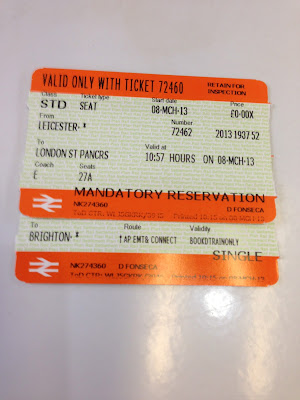 VALID ONLY WITH TICKET 72460 RETAIN FOR
INSPECTION
Class Ticket type Start date Price
STD SEAT 08·MCH·13 £0·00X
From Number
LEICESTER· * 72462 2013 1937 52
To Valid at
LONDON ST PANCRS 10:57 HOURS ON 08·MCH·13
Coach Seats
E 27A
MANDATORY RESERVATION
NK274360 D FONSECA
To Route Validity
BRIGHTON· * AP EMT& CONNECT BOOKDTRAINONLY
SINGLE
NK274360 D FONSECA